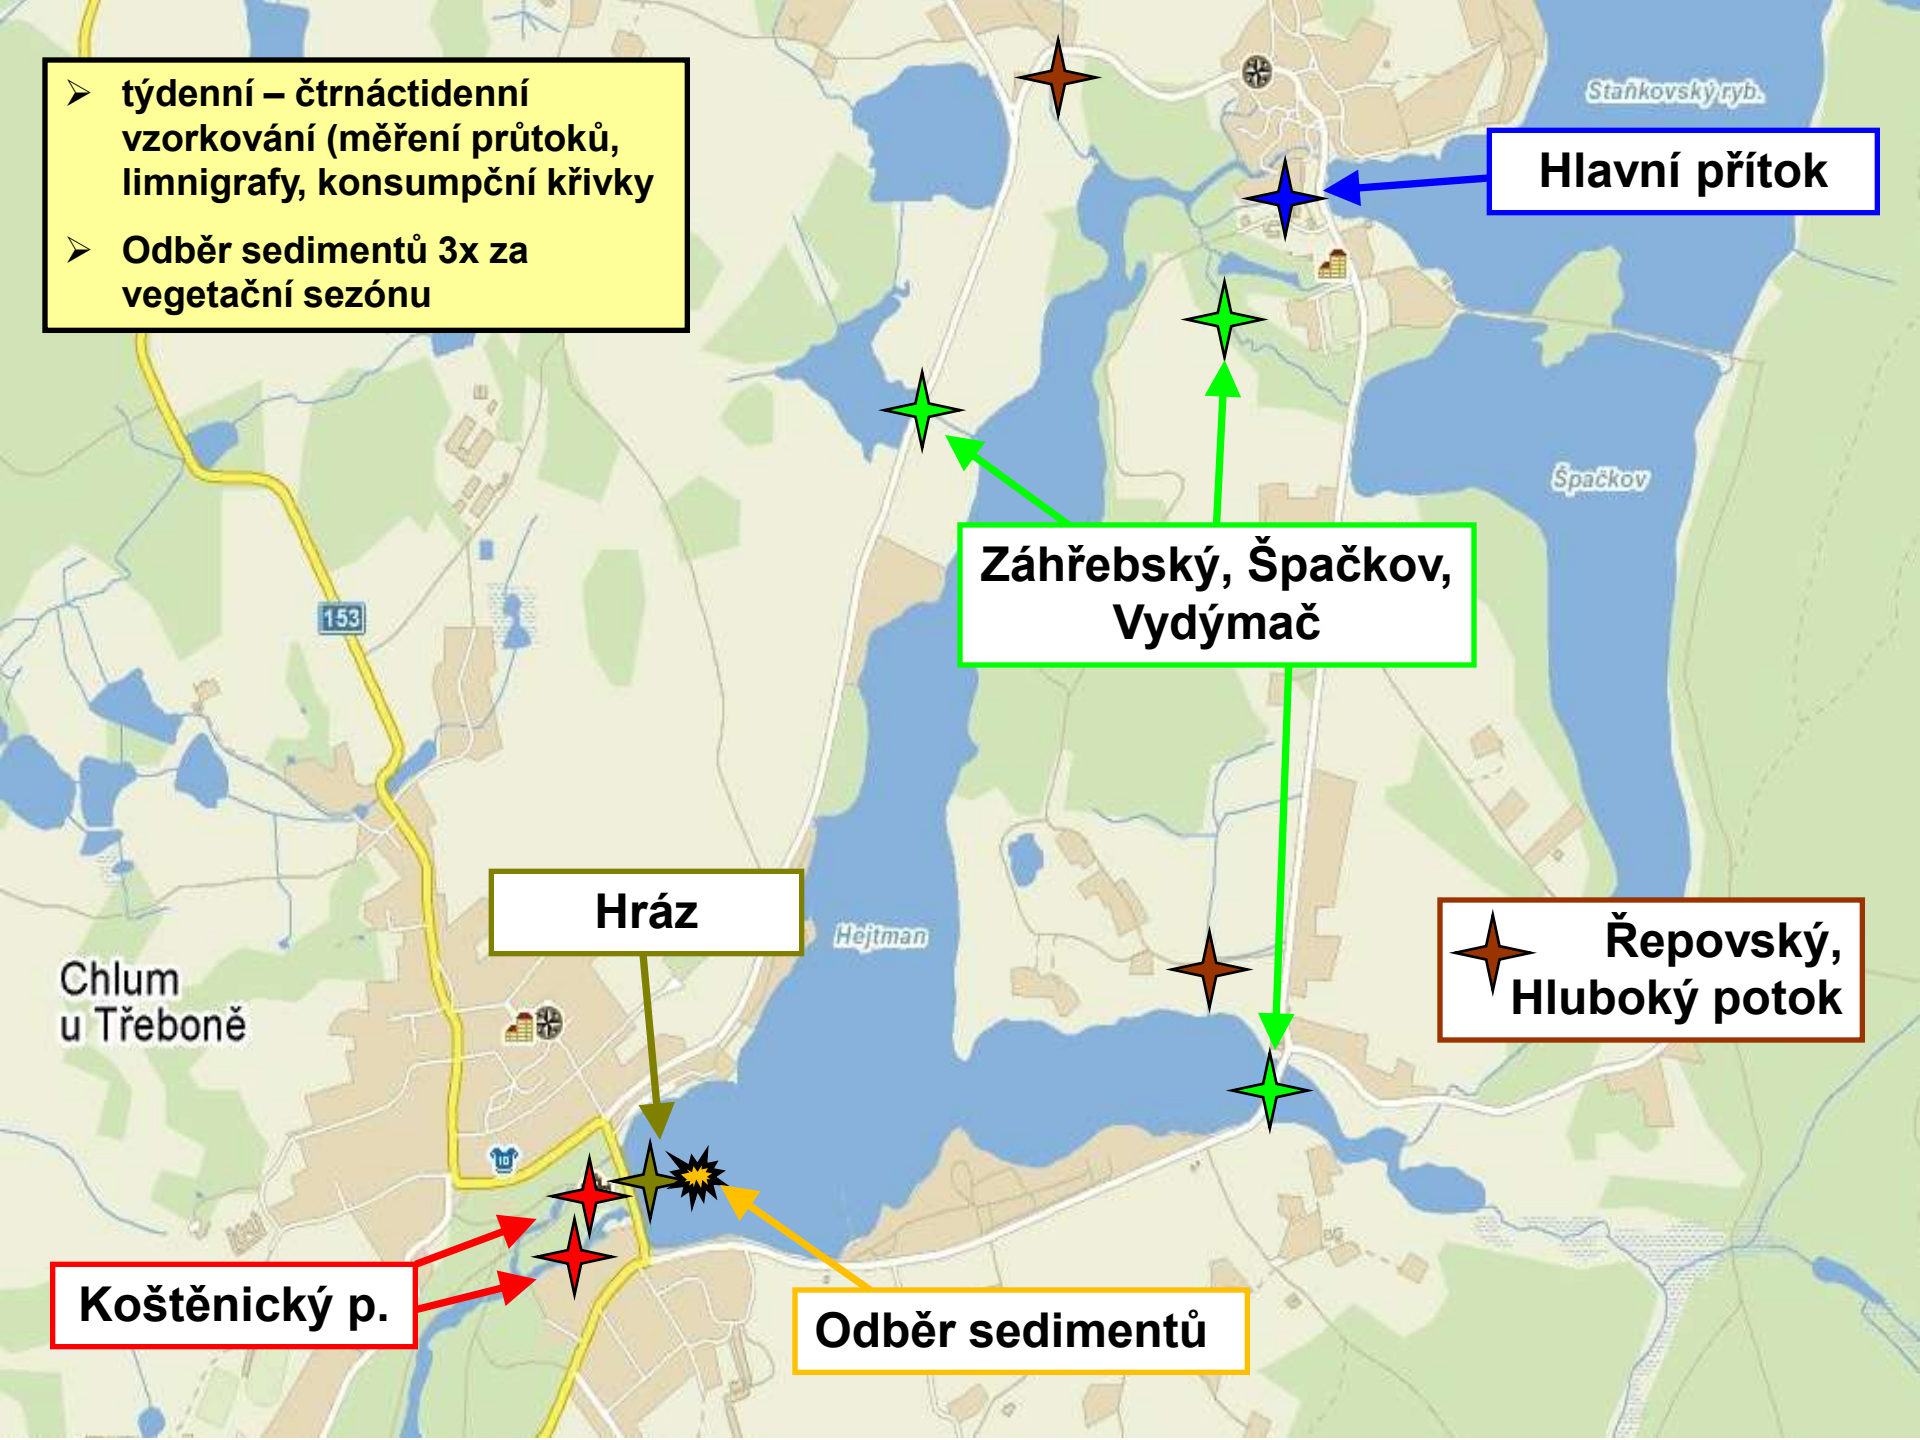 týdenní – čtrnáctidenní
vzorkování (měření průtoků,
limnigrafy, konsumpční křivky
Odběr sedimentů 3x za
vegetační sezónu
Staňkovský ryb.
Hlavní přítok
Špačkov
Záhřebský, Špačkov,
Vydýmač
153
Hráz
Hejtman
Řepovský,
Hluboký potok
Chlum
u Třeboně
10
Koštěnický p.
Odběr sedimentů